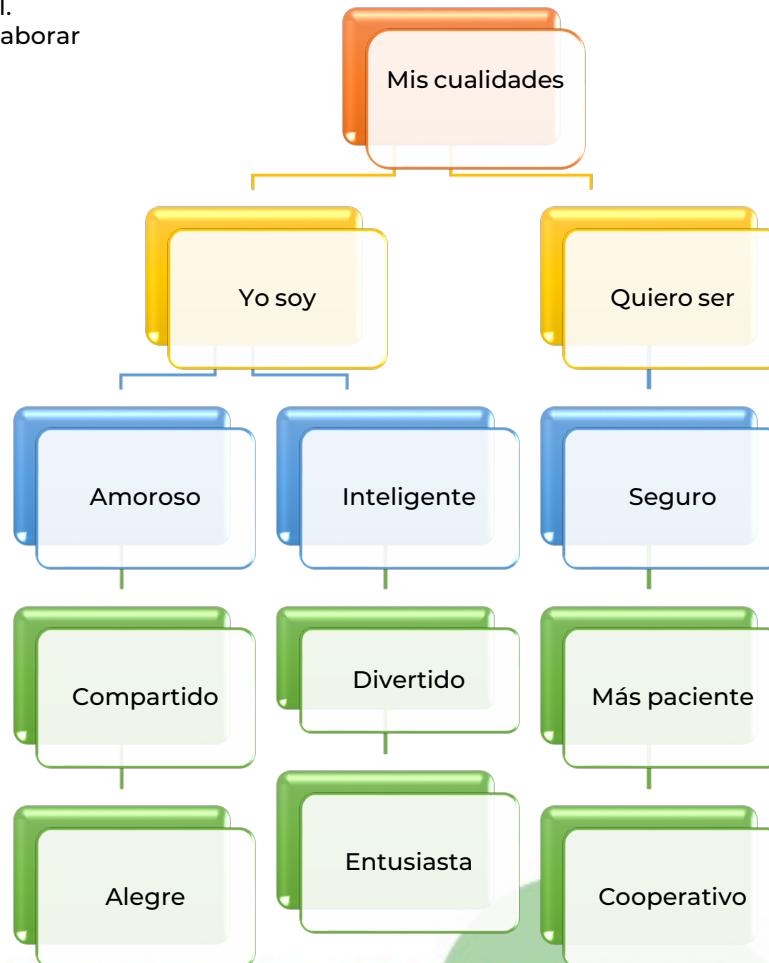 l.
aborar
Mis cualidades
Yo soy
Quiero ser
Amoroso
Inteligente
Seguro
Compartido
Divertido
Más paciente
Alegre
Entusiasta
Cooperativo